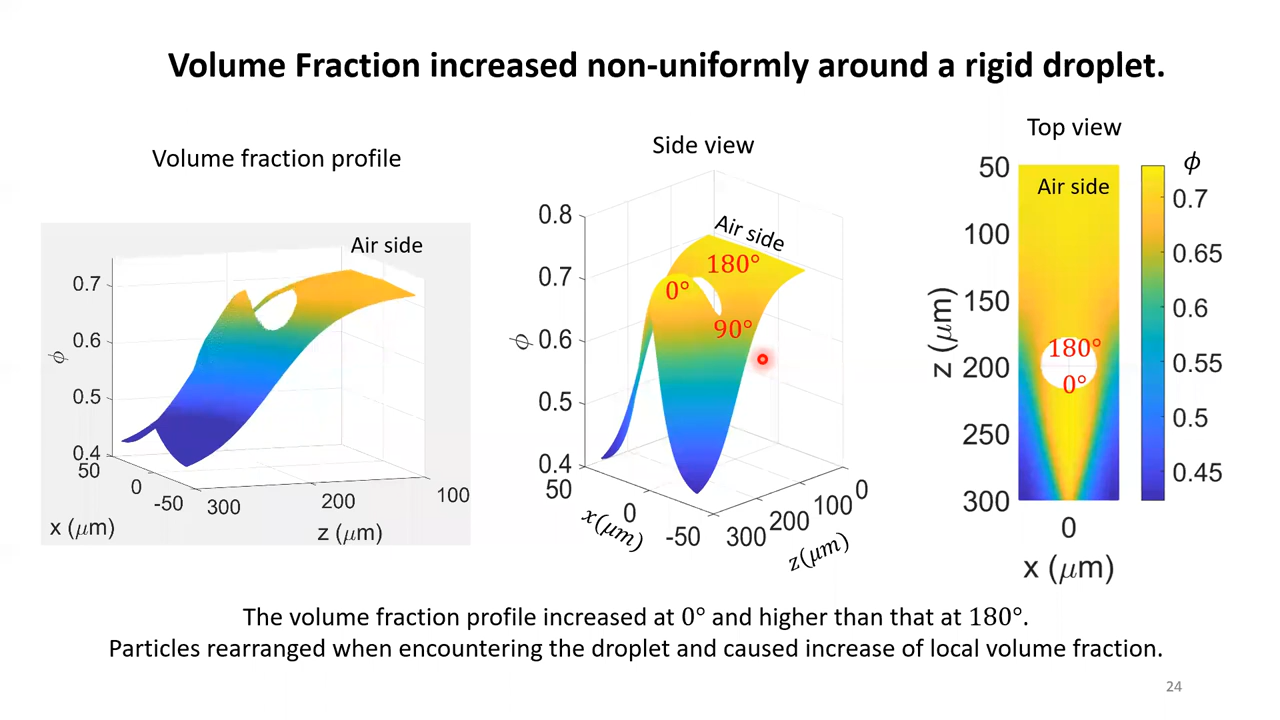 Volume Fraction increased non-uniformly around a rigid droplet.
Volume fraction profile
Air side
0.7
0.6
ϕ
0.5
0.4
50
0
-50
300
200
100
x (μm)
z (μm)
Side view
0.8
0.7
ϕ
0.6
0.5
0.4
Air side
180°
0°
90°
50
0
-50
300
200
100
0
x(μm)
z(μm)
Top view
ϕ
50
100
150
200
250
300
z (μm)
Air side
180°
0°
0
x (μm)
0.7
0.65
0.6
0.55
0.5
0.45
The volume fraction profile increased at 0° and higher than that at 180°.
Particles rearranged when encountering the droplet and caused increase of local volume fraction.
24